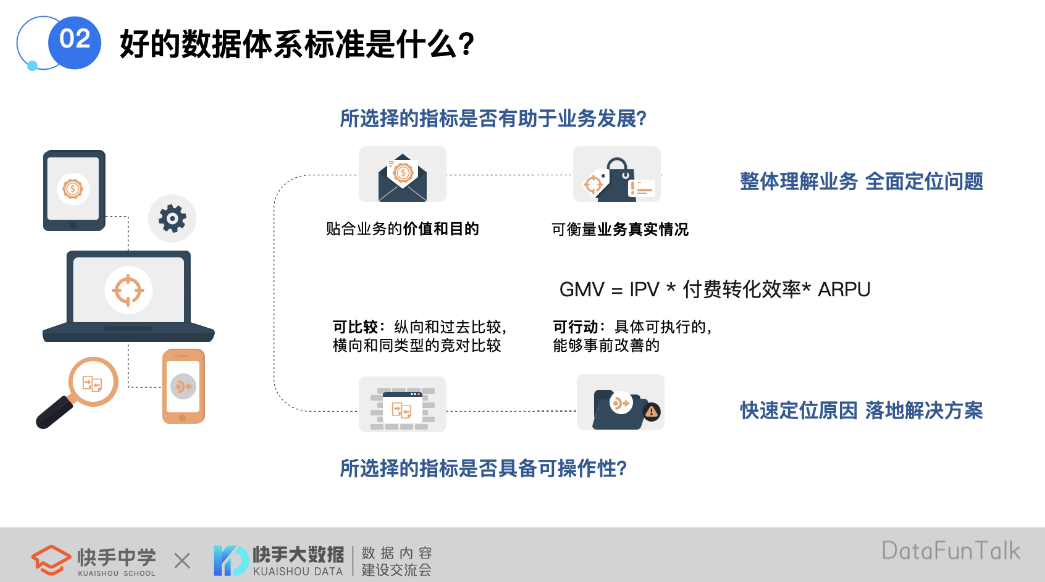 02
好的数据体系标准是什么?
所选择的指标是否有助于业务发展?
整体理解业务 全面定位问题
贴合业务的价值和目的
可衡量业务真实情况
GMV = IPV * 付费转化效率* ARPU
可比较：纵向和过去比较,
横向和同类型的竞对比较
可行动：具体可执行的,
能够事前改善的
快速定位原因 落地解决方案
所选择的指标是否具备可操作性?
快手中学
KUAISHOU SCHOOL
快手大数据
KUAISHOU DATA
数据内容
建设交流会
DataFunTalk